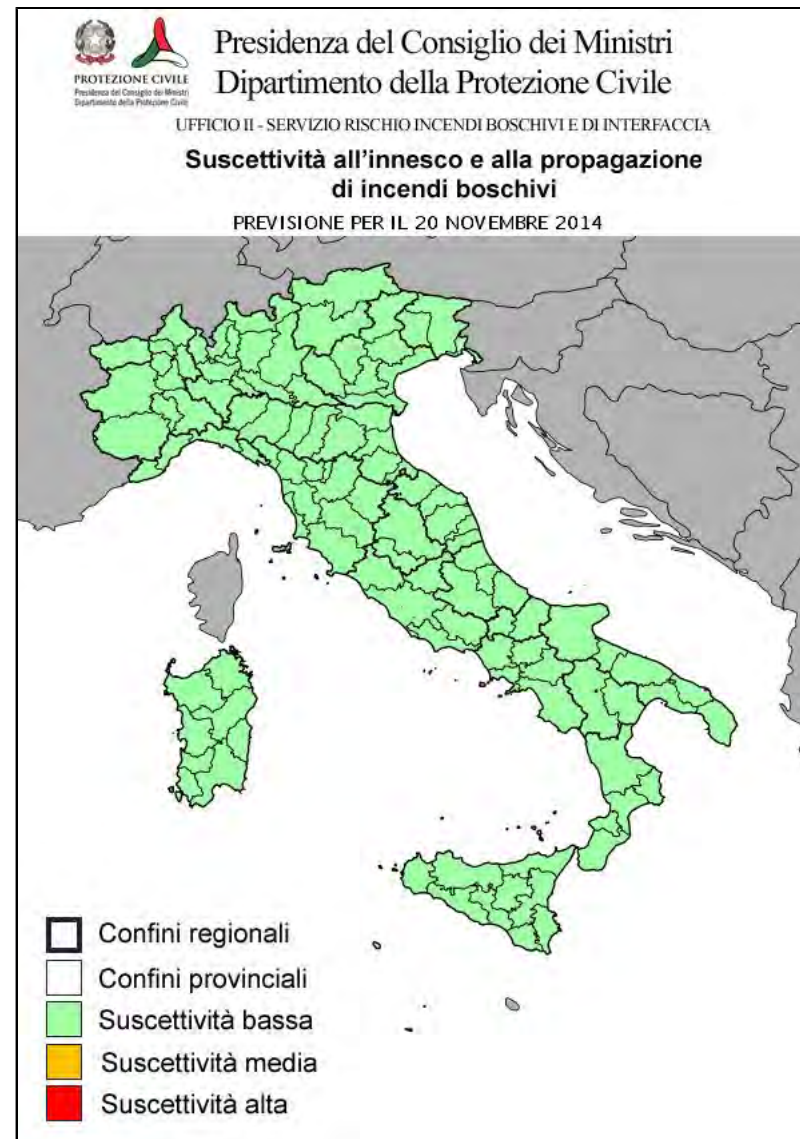 Presidenza del Consiglio dei Ministri
Dipartimento della Protezione Civile
PROTEZIONE CIVILE
Presidenza del Consiglio dei Ministri
Dipartimento della Protezione Civile
UFFICIO II - SERVIZIO RISCHIO INCENDI BOSCHIVI E DI INTERFACCIA
Suscettività all'innesco e alla propagazione
di incendi boschivi
PREVISIONE PER IL 20 NOVEMBRE 2014
Confini regionali
Confini provinciali
Suscettività bassa
Suscettività media
Suscettività alta